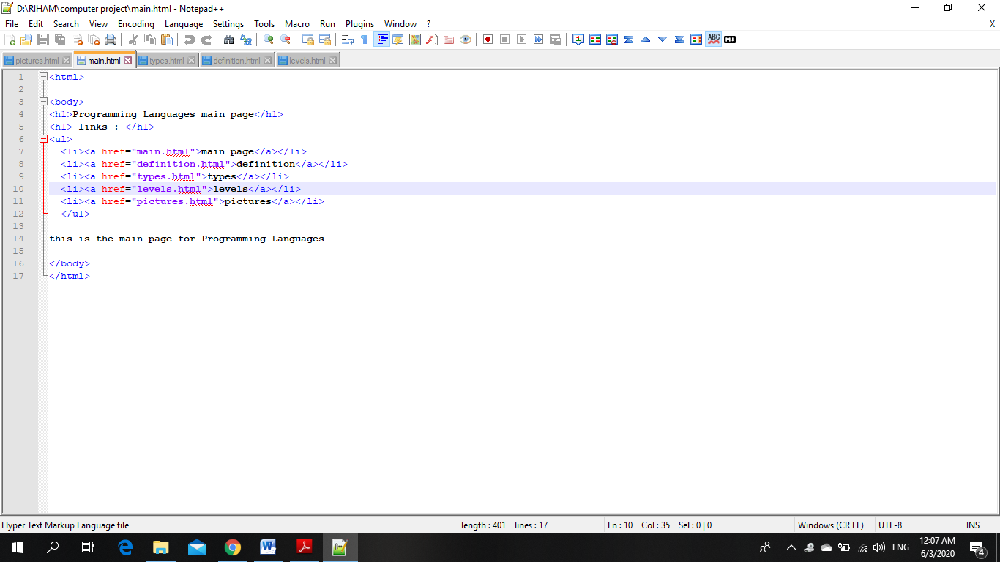 D:\RIHAM\computer project\main.html - Notepad++
File Edit Search View Encoding Language Settings Tools Macro Run Plugins Window ? X
pictures.html main.html types.html definition.html levels.html
1 <html>
2
3 <body>
4 <h1>Programming Languages main page</h1>
5 <h1> links : </h1>
6 <ul>
7 <li><a href="main.html">main page</a></li>
8 <li><a href="definition.html">definition</a></li>
9 <li><a href="types.html">types</a></li>
10 <li><a href="levels.html">levels</a></li>
11 <li><a href="pictures.html">pictures</a></li>
12 </ul>
13
14 this is the main page for Programming Languages
15
16 </body>
17 </html>
Hyper Text Markup Language file length : 401 lines : 17 Ln : 10 Col : 35 Sel : 0 | 0 Windows (CR LF) UTF-8 INS
ENG 12:07 AM
6/3/2020 4